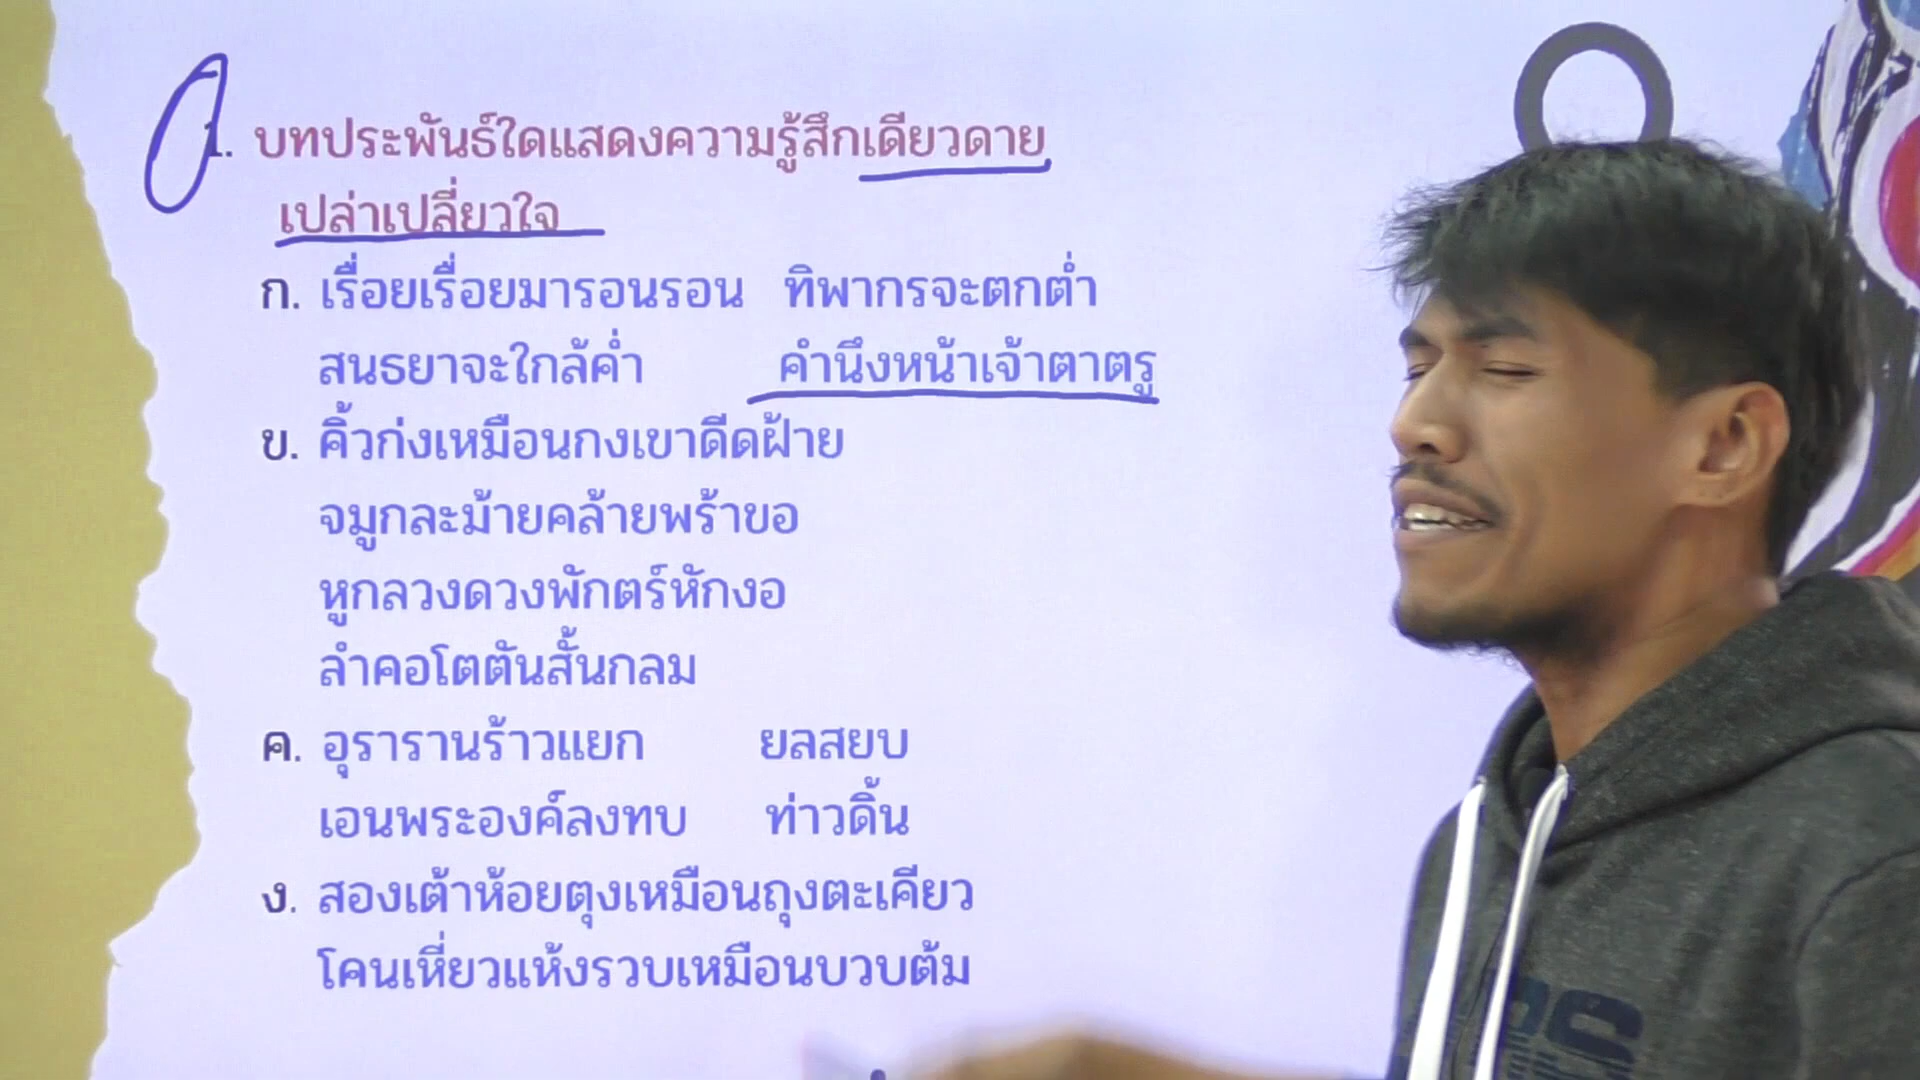 1. บทประพันธ์ใดแสดงความรู้สึกเดียวดาย
เปล่าเปลี่ยวใจ
ก. เรื่อยเรื่อยมารอนรอน ทิพากรจะตกต่ำ
สนธยาจะใกล้ค่ำ คำนึงหน้าเจ้าตาตรู
ข. คิ้วก่งเหมือนกงเขาดีดฝ้าย
จมูกละม้ายคล้ายพร้าขอ
หูกลวงดวงพักตร์หักงอ
ลำคอโตตันสั้นกลม
ค. อุรารานร้าวแยก ยลสยบ
เอนพระองค์ลงทบ ท่าวดิ้น
ง. สองเต้าห้อยตุงเหมือนถุงตะเคียว
โคนเหี่ยวแห้งรวบเหมือนบวบต้ม